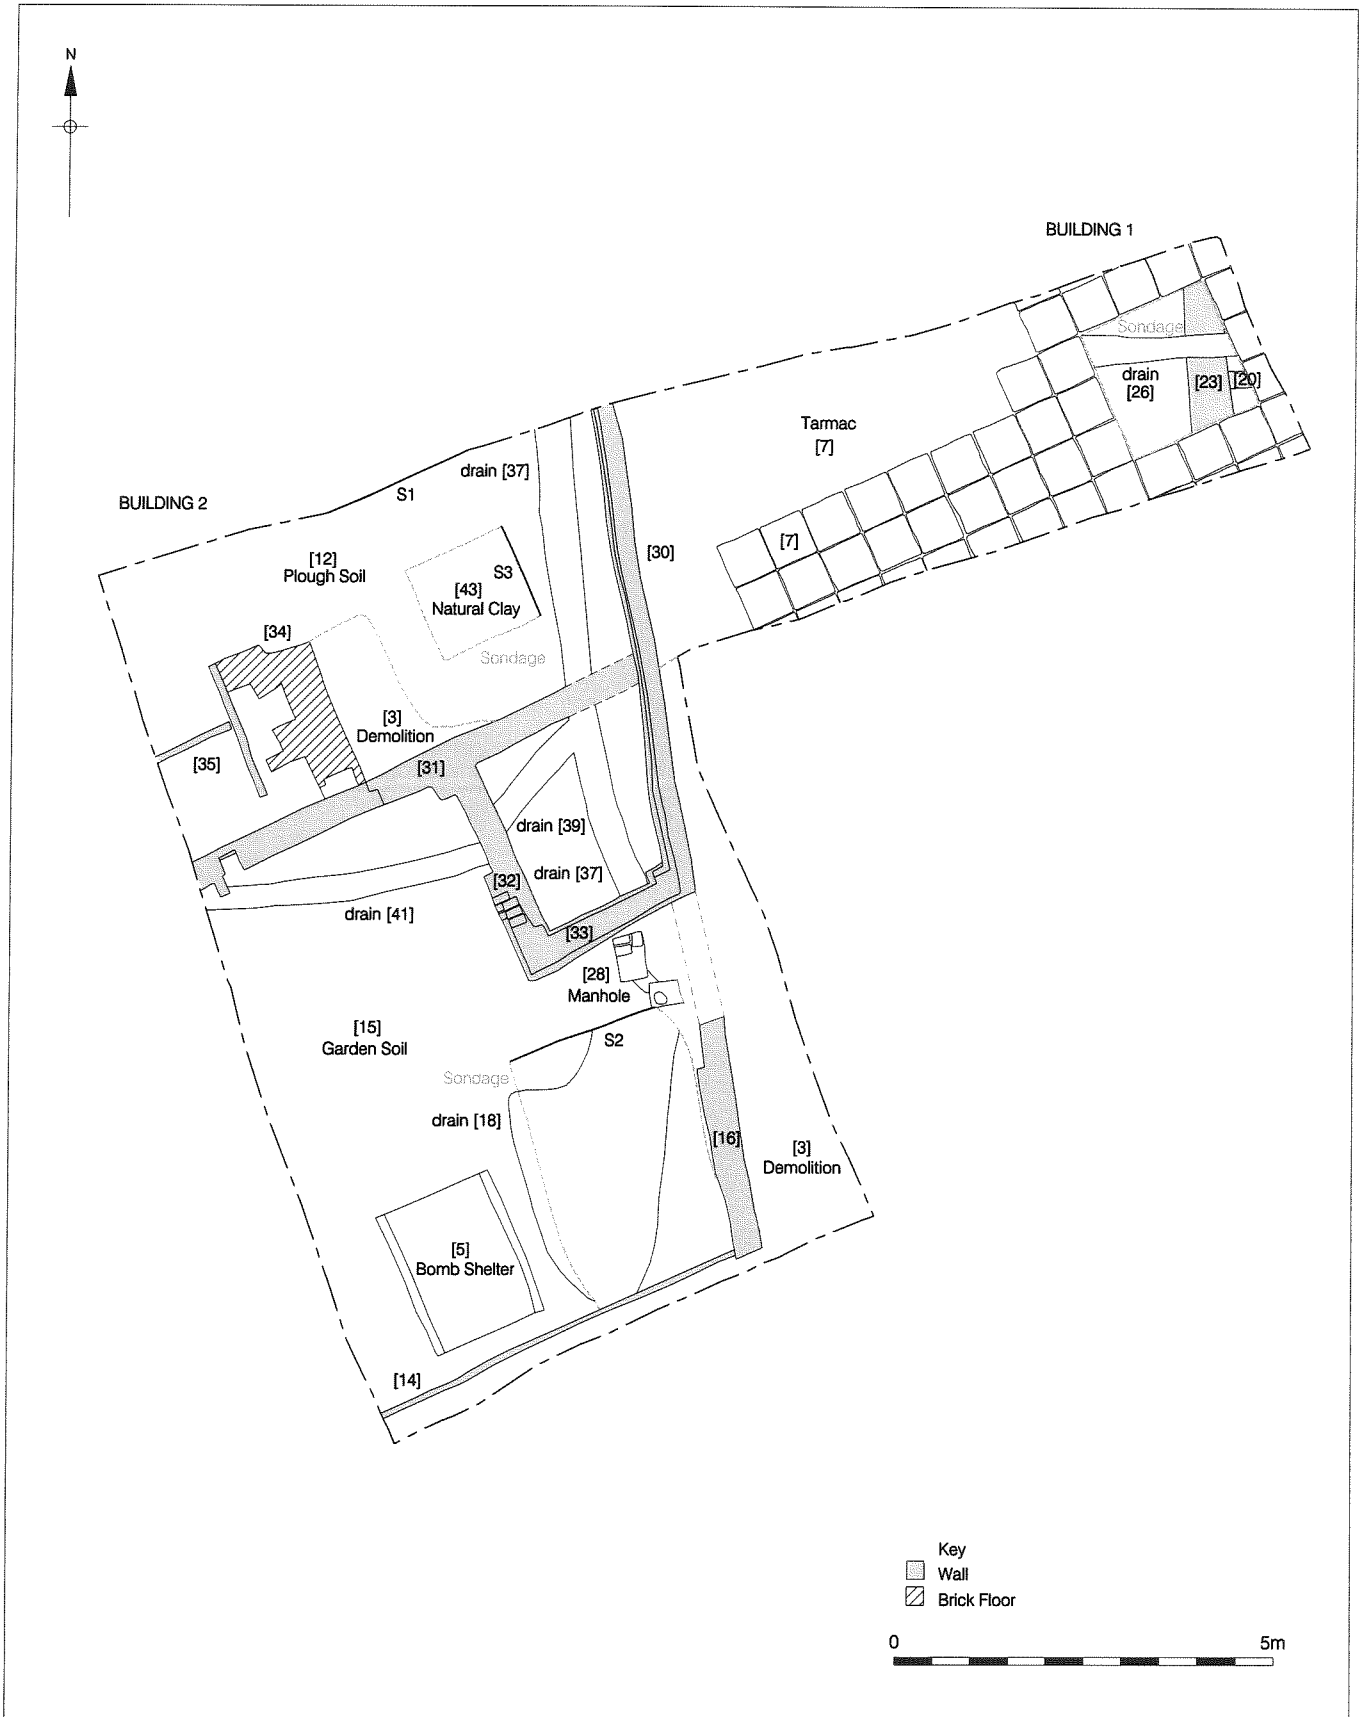 N
BUILDING 1
Sondage
drain
[26]
[23]
[20]
Tarmac
[7]
[7]
drain [37]
S1
BUILDING 2
[12]
Plough Soil
[30]
S3
[43]
Natural Clay
[34]
Sondage
[3]
Demolition
[35]
[31]
drain [39]
drain [37]
[32]
drain [41]
[33]
[28]
Manhole
[15]
Garden Soil
S2
Sondage
drain [18]
[16]
[3]
Demolition
[5]
Bomb Shelter
[14]
Key
Wall
Brick Floor
0
5m